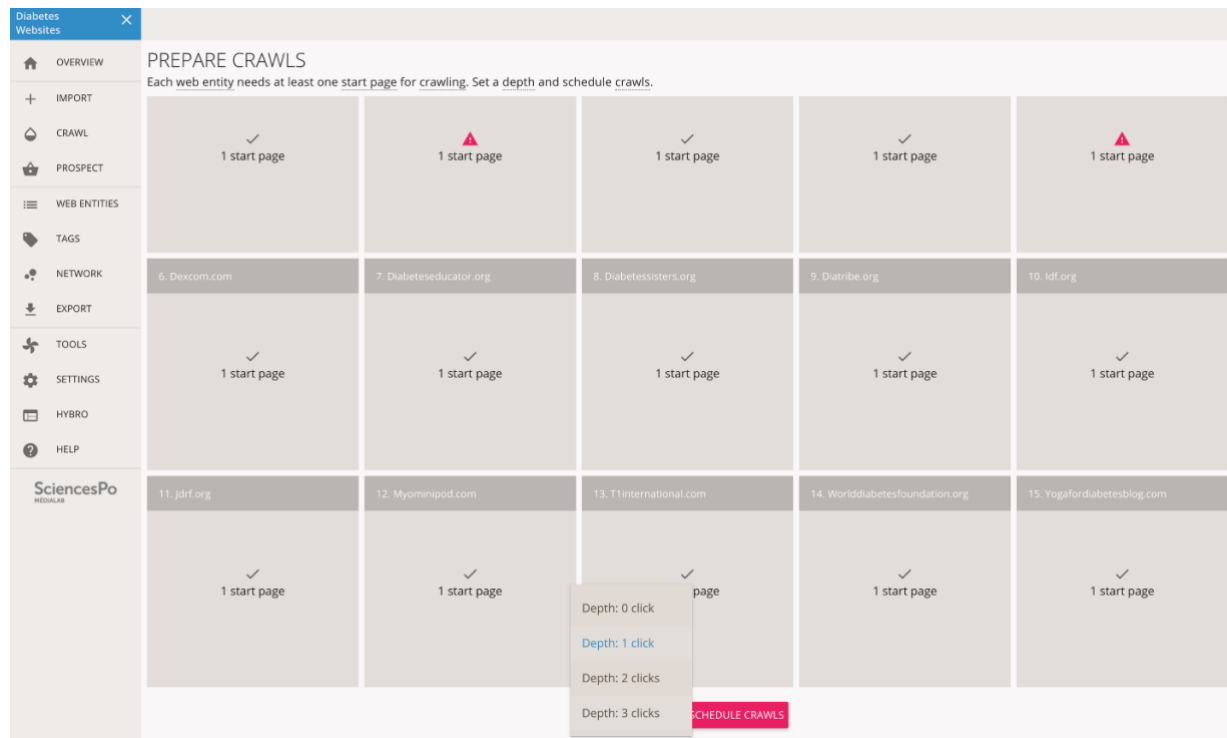 Diabetes
Websites
OVERVIEW
IMPORT
CRAWL
PROSPECT
WEB ENTITIES
TAGS
NETWORK
EXPORT
TOOLS
SETTINGS
HYBRO
HELP
SciencesPo
MÉDIALAB
PREPARE CRAWLS
Each web entity needs at least one start page for crawling. Set a depth and schedule crawls.
1 start page
1 start page
1 start page
1 start page
1 start page
6. Dexcom.com
7. Diabeteseducator.org
8. Diabetessisters.org
9. Diatribe.org
10. Idf.org
1 start page
1 start page
1 start page
1 start page
1 start page
11. Jdrf.org
12. Myominipod.com
13. T1international.com
14. Worlddiabetesfoundation.org
15. Yogafordiabetesblog.com
1 start page
1 start page
page
1 start page
1 start page
Depth: 0 click
Depth: 1 click
Depth: 2 clicks
Depth: 3 clicks
SCHEDULE CRAWLS